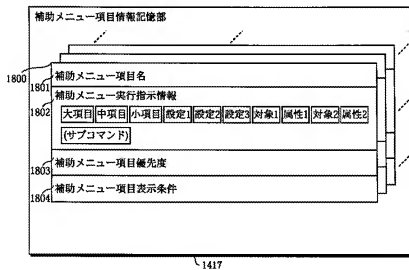 補助メニュー項目情報記憶部
1800
1801
補助メニュー項目名
1802
補助メニュー実行指示情報
大項目 中項目 小項目 設定1 設定2 設定3 対象1 属性1 対象2 属性2
(サブコマンド)
1803
補助メニュー項目優先度
1804
補助メニュー項目表示条件
1417